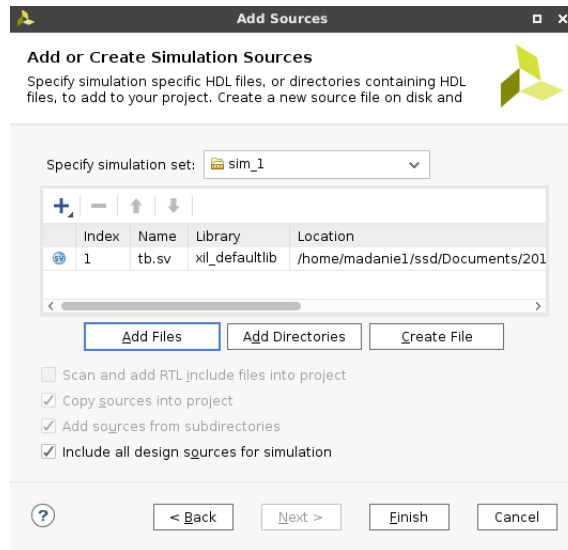 Add Sources
Add or Create Simulation Sources
Specify simulation specific HDL files, or directories containing HDL
files, to add to your project. Create a new source file on disk and
Specify simulation set: sim_1
Index Name Library Location
sv 1 tb.sv xil_defaultlib /home/madanie1/ssd/Documents/201
Add Files Add Directories Create File
Scan and add RTL include files into project
Copy sources into project
Add sources from subdirectories
Include all design sources for simulation
? < Back Next > Finish Cancel